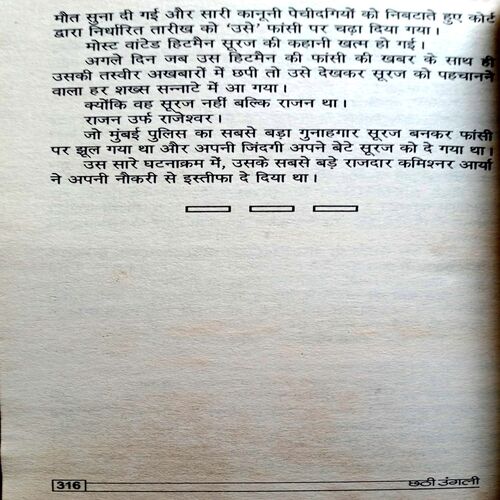 मौत सुना दी गई और सारी कानूनी पेचीदगियों को निबटाते हुए कोर्ट
द्वारा निर्धारित तारीख को 'उसे' फांसी पर चढ़ा दिया गया।
मोस्ट वांटेड हिटमैन सूरज की कहानी खत्म हो गई।
अगले दिन जब उस हिटमैन की फांसी की खबर के साथ ही
उसकी तस्वीर अखबारों में छपी तो उसे देखकर सूरज को पहचानने
वाला हर शख्स सन्नाटे में आ गया।
क्योंकि वह सूरज नहीं बल्कि राजन था।
राजन उर्फ राजेश्वर।
जो मुंबई पुलिस का सबसे बड़ा गुनाहगार सूरज बनकर फांसी
पर झूल गया था और अपनी जिंदगी अपने बेटे सूरज को दे गया था।
उस सारे घटनाक्रम में, उसके सबसे बड़े राजदार कमिश्नर आर्या
ने अपनी नौकरी से इस्तीफा दे दिया था।
316 छठी उंगली